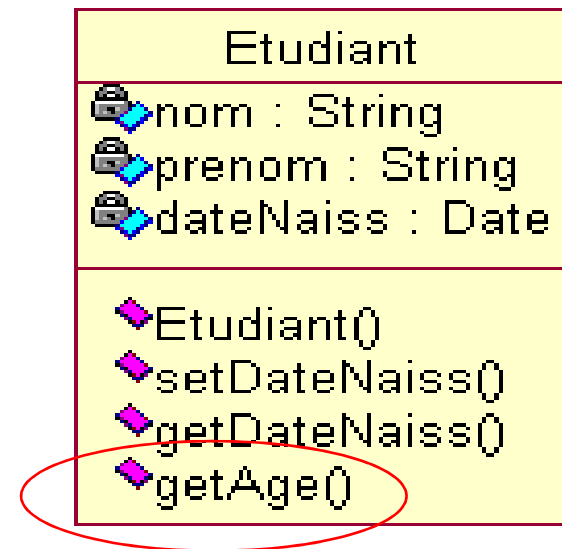 Etudiant
nom : String
prenom : String
dateNaiss : Date
Etudiant()
setDateNaiss()
getDateNaiss()
getAge()